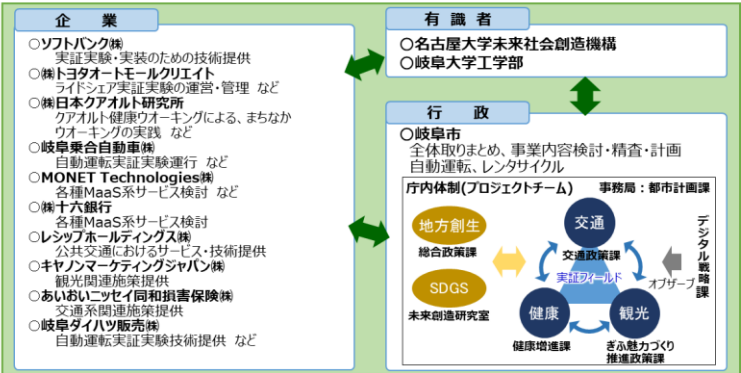 企　業
○ソフトバンク㈱
実証実験・実装のための技術提供
○㈱トヨタオートモールクリエイト
ライドシェア実証実験の運営・管理 など
○㈱日本クアオルト研究所
クアオルト健康ウオーキングによる、まちなか
ウオーキングの実践 など
○岐阜乗合自動車㈱
自動運転実証実験運行 など
○MONET Technologies㈱
各種MaaS系サービス検討 など
○㈱十六銀行
各種MaaS系サービス検討
○レシップホールディングス㈱
公共交通におけるサービス・技術提供
○キヤノンマーケティングジャパン㈱
観光関連施策提供
○あいおいニッセイ同和損害保険㈱
交通系関連施策提供
○岐阜ダイハツ販売㈱
自動運転実証実験技術提供 など
有 識 者
○名古屋大学未来社会創造機構
○岐阜大学工学部
行　政
○岐阜市
全体取りまとめ、事業内容検討・精査・計画
自動運転、レンタサイクル
庁内体制(プロジェクトチーム)
事務局：都市計画課
地方創生
総合政策課
SDGS
未来創造研究室
交通
交通政策課
実証フィールド
健康
健康増進課
観光
ぎふ魅力づくり
推進政策課
オブザーブ
デジタル戦略課